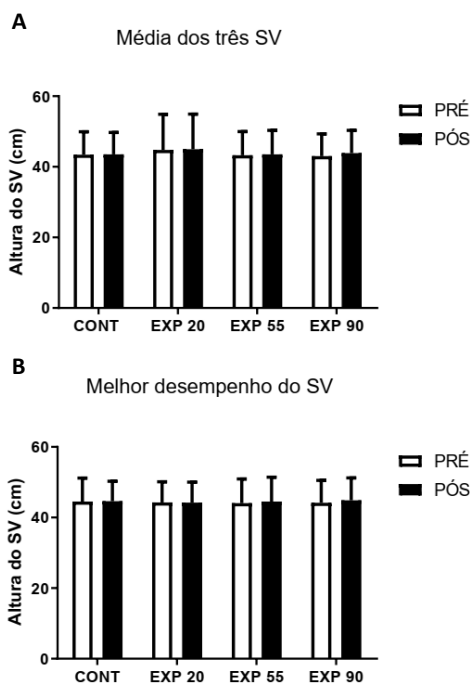 A
Média dos três SV
60
40
20
0
Altura do SV (cm)
CONT EXP 20 EXP 55 EXP 90
PRÉ
PÓS
B
Melhor desempenho do SV
60
40
20
0
Altura do SV (cm)
CONT EXP 20 EXP 55 EXP 90
PRÉ
PÓS